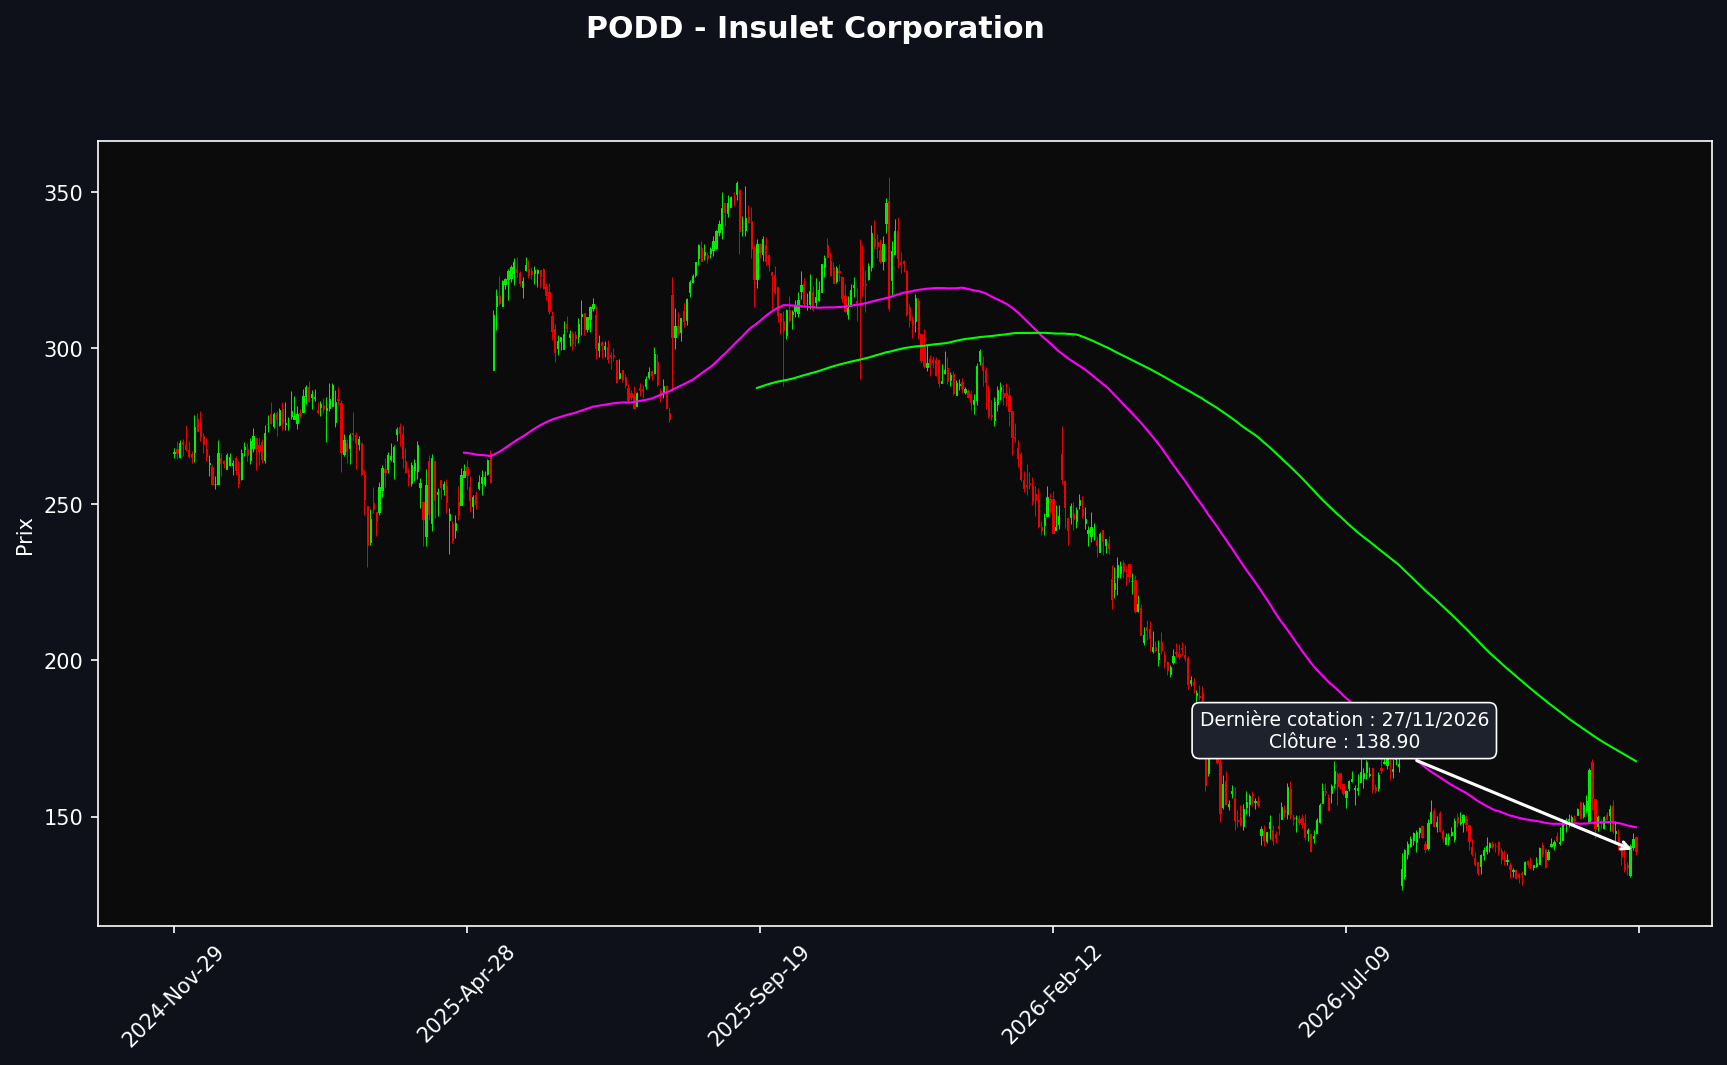 PODD - Insulet Corporation
Prix
350
300
250
200
150
Dernière cotation : 27/11/2026
Clôture : 138.90
2024-Nov-29
2025-Apr-28
2025-Sep-19
2026-Feb-12
2026-Jul-09